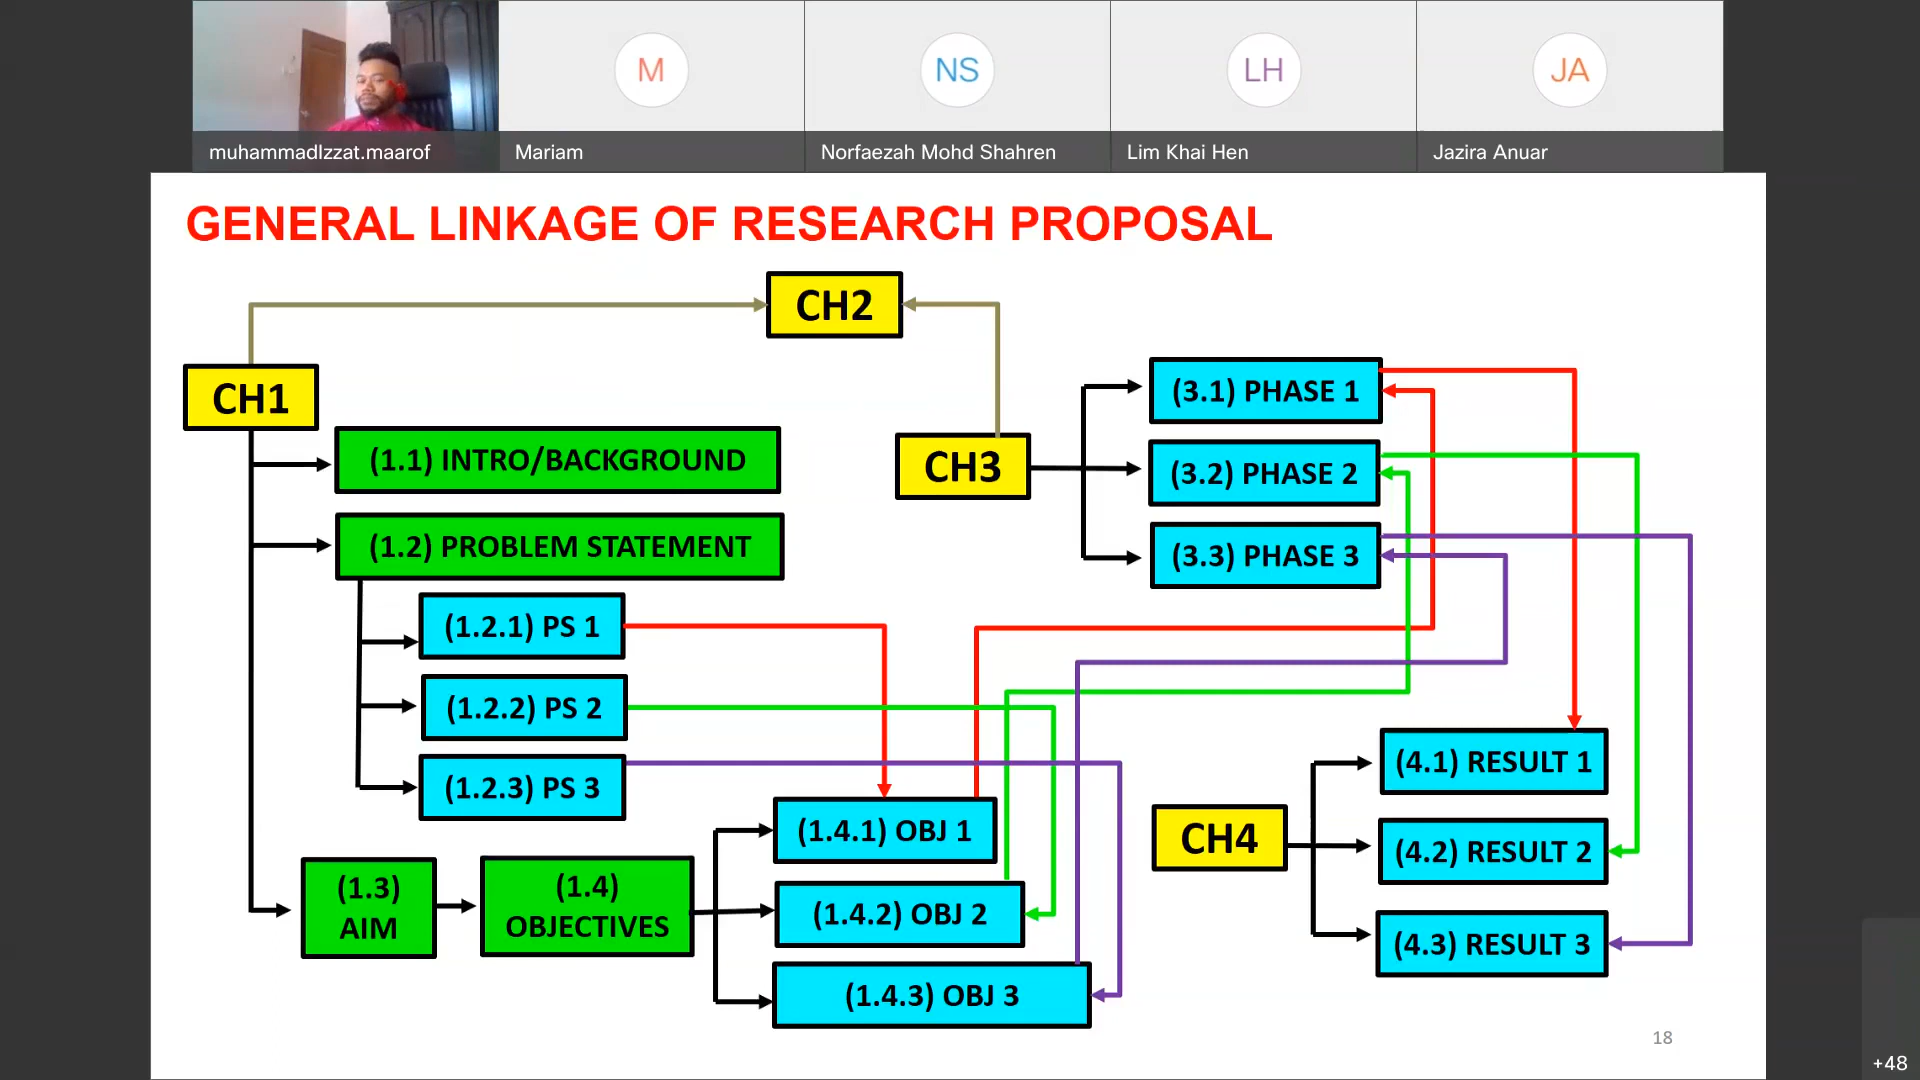 M
NS
LH
JA
muhammadIzzat.maarof
Mariam
Norfaezah Mohd Shahren
Lim Khai Hen
Jazira Anuar
GENERAL LINKAGE OF RESEARCH PROPOSAL
CH2
CH1
(1.1) INTRO/BACKGROUND
(1.2) PROBLEM STATEMENT
(1.2.1) PS 1
(1.2.2) PS 2
(1.2.3) PS 3
(1.3)
AIM
(1.4)
OBJECTIVES
(1.4.1) OBJ 1
(1.4.2) OBJ 2
(1.4.3) OBJ 3
CH3
(3.1) PHASE 1
(3.2) PHASE 2
(3.3) PHASE 3
CH4
(4.1) RESULT 1
(4.2) RESULT 2
(4.3) RESULT 3
18
+48